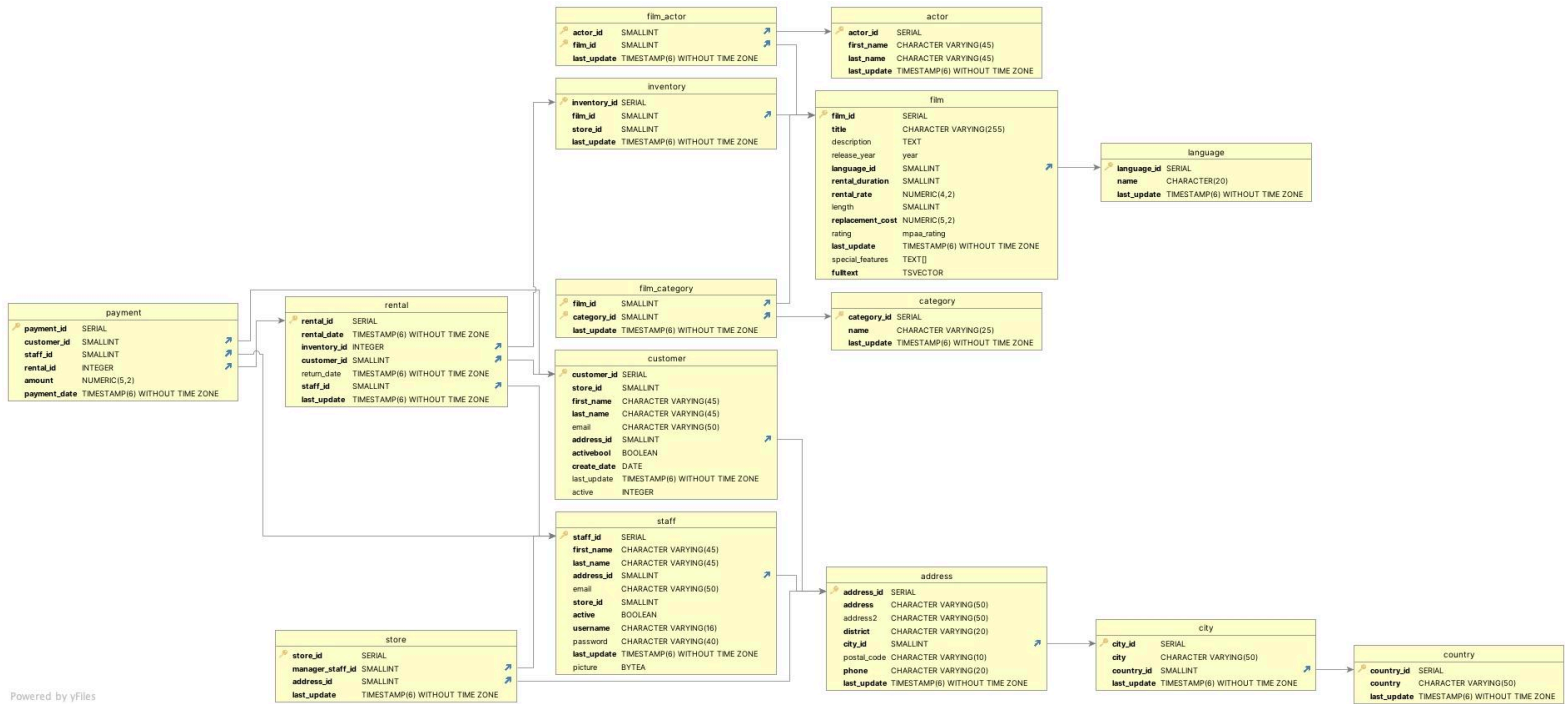 film_actor
actor_id SMALLINT
film_id SMALLINT
last_update TIMESTAMP(6) WITHOUT TIME ZONE
actor
actor_id SERIAL
first_name CHARACTER VARYING(45)
last_name CHARACTER VARYING(45)
last_update TIMESTAMP(6) WITHOUT TIME ZONE
inventory
inventory_id SERIAL
film_id SMALLINT
store_id SMALLINT
last_update TIMESTAMP(6) WITHOUT TIME ZONE
film
film_id SERIAL
title CHARACTER VARYING(255)
description TEXT
release_year year
language_id SMALLINT
rental_duration SMALLINT
rental_rate NUMERIC(4,2)
length SMALLINT
replacement_cost NUMERIC(5,2)
rating mpaa_rating
last_update TIMESTAMP(6) WITHOUT TIME ZONE
special_features TEXT[]
fulltext TSVECTOR
language
language_id SERIAL
name CHARACTER(20)
last_update TIMESTAMP(6) WITHOUT TIME ZONE
film_category
film_id SMALLINT
category_id SMALLINT
last_update TIMESTAMP(6) WITHOUT TIME ZONE
category
category_id SERIAL
name CHARACTER VARYING(25)
last_update TIMESTAMP(6) WITHOUT TIME ZONE
payment
payment_id SERIAL
customer_id SMALLINT
staff_id SMALLINT
rental_id INTEGER
amount NUMERIC(5,2)
payment_date TIMESTAMP(6) WITHOUT TIME ZONE
rental
rental_id SERIAL
rental_date TIMESTAMP(6) WITHOUT TIME ZONE
inventory_id INTEGER
customer_id SMALLINT
return_date TIMESTAMP(6) WITHOUT TIME ZONE
staff_id SMALLINT
last_update TIMESTAMP(6) WITHOUT TIME ZONE
customer
customer_id SERIAL
store_id SMALLINT
first_name CHARACTER VARYING(45)
last_name CHARACTER VARYING(45)
email CHARACTER VARYING(50)
address_id SMALLINT
activebool BOOLEAN
create_date DATE
last_update TIMESTAMP(6) WITHOUT TIME ZONE
active INTEGER
staff
staff_id SERIAL
first_name CHARACTER VARYING(45)
last_name CHARACTER VARYING(45)
address_id SMALLINT
email CHARACTER VARYING(50)
store_id SMALLINT
active BOOLEAN
username CHARACTER VARYING(16)
password CHARACTER VARYING(40)
last_update TIMESTAMP(6) WITHOUT TIME ZONE
picture BYTEA
store
store_id SERIAL
manager_staff_id SMALLINT
address_id SMALLINT
last_update TIMESTAMP(6) WITHOUT TIME ZONE
address
address_id SERIAL
address CHARACTER VARYING(50)
address2 CHARACTER VARYING(50)
district CHARACTER VARYING(20)
city_id SMALLINT
postal_code CHARACTER VARYING(10)
phone CHARACTER VARYING(20)
last_update TIMESTAMP(6) WITHOUT TIME ZONE
city
city_id SERIAL
city CHARACTER VARYING(50)
country_id SMALLINT
last_update TIMESTAMP(6) WITHOUT TIME ZONE
country
country_id SERIAL
country CHARACTER VARYING(50)
last_update TIMESTAMP(6) WITHOUT TIME ZONE
Powered by yFiles